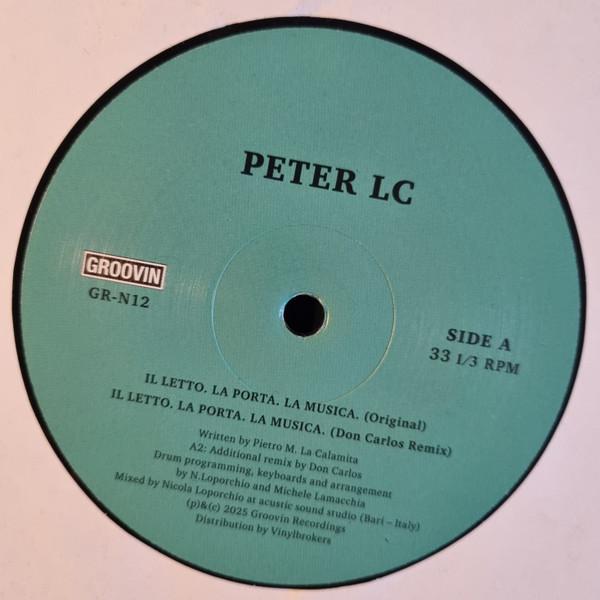 PETER LC
GROOVIN
GR-N12
SIDE A
33 1/3 RPM
IL LETTO. LA PORTA. LA MUSICA. (Original)
IL LETTO. LA PORTA. LA MUSICA. (Don Carlos Remix)
Written by Pietro M. La Calamita
A2: Additional remix by Don Carlos
Drum programming, keyboards and arrangement
by N.Loporchio and Michele Lamacchia
Mixed by Nicola Loporchio at acustic sound studio (Bari – Italy)
(p)&(c) 2025 Groovin Recordings
Distribution by Vinylbrokers